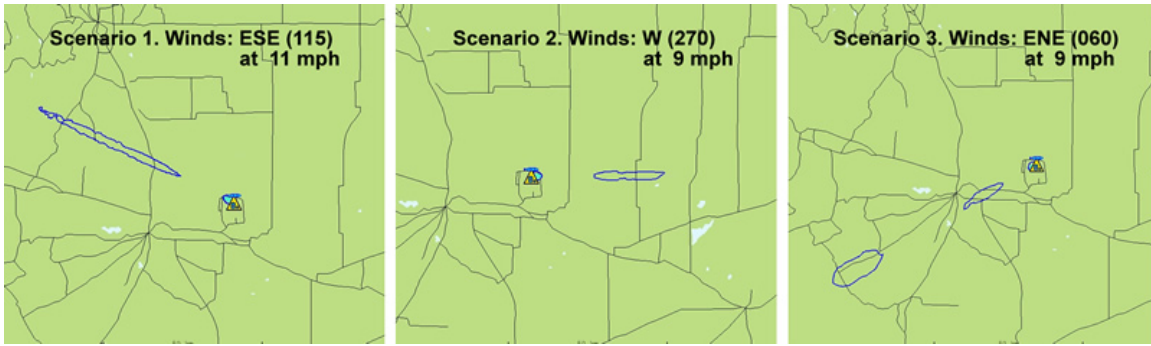 Scenario 1. Winds: ESE (115)
at 11 mph
Scenario 2. Winds: W (270)
at 9 mph
Scenario 3. Winds: ENE (060)
at 9 mph